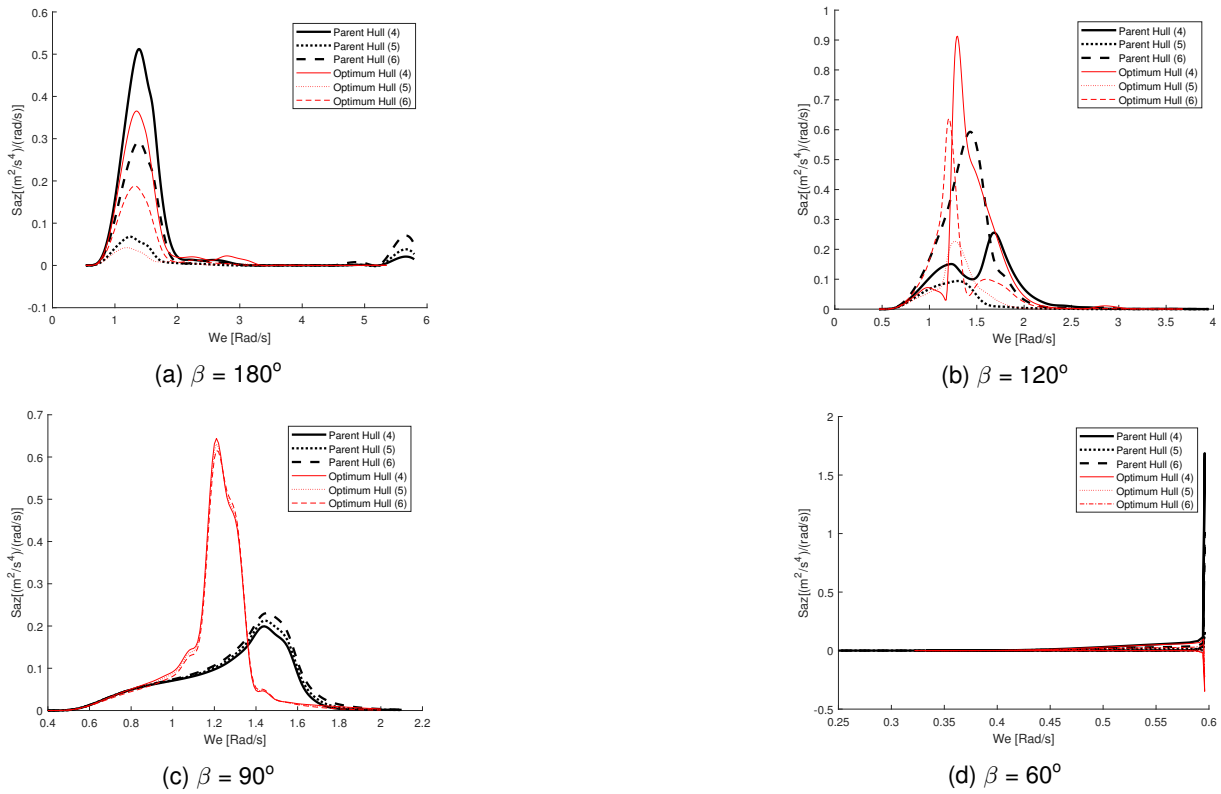 0.6
0.5
0.4
0.3
0.2
0.1
0
-0.1
0 1 2 3 4 5 6
Saz[(m²/s⁴)/(rad/s)]
We [Rad/s]
Parent Hull (4)
Parent Hull (5)
Parent Hull (6)
Optimum Hull (4)
Optimum Hull (5)
Optimum Hull (6)
(a) β = 180°
1
0.9
0.8
0.7
0.6
0.5
0.4
0.3
0.2
0.1
0
0 0.5 1 1.5 2 2.5 3 3.5 4
Saz[(m²/s⁴)/(rad/s)]
We [Rad/s]
Parent Hull (4)
Parent Hull (5)
Parent Hull (6)
Optimum Hull (4)
Optimum Hull (5)
Optimum Hull (6)
(b) β = 120°
0.7
0.6
0.5
0.4
0.3
0.2
0.1
0
0.4 0.6 0.8 1 1.2 1.4 1.6 1.8 2 2.2
Saz[(m²/s⁴)/(rad/s)]
We [Rad/s]
Parent Hull (4)
Parent Hull (5)
Parent Hull (6)
Optimum Hull (4)
Optimum Hull (5)
Optimum Hull (6)
(c) β = 90°
2
1.5
1
0.5
0
-0.5
0.25 0.3 0.35 0.4 0.45 0.5 0.55 0.6
Saz[(m²/s⁴)/(rad/s)]
We [Rad/s]
Parent Hull (4)
Parent Hull (5)
Parent Hull (6)
Optimum Hull (4)
Optimum Hull (5)
Optimum Hull (6)
(d) β = 60°